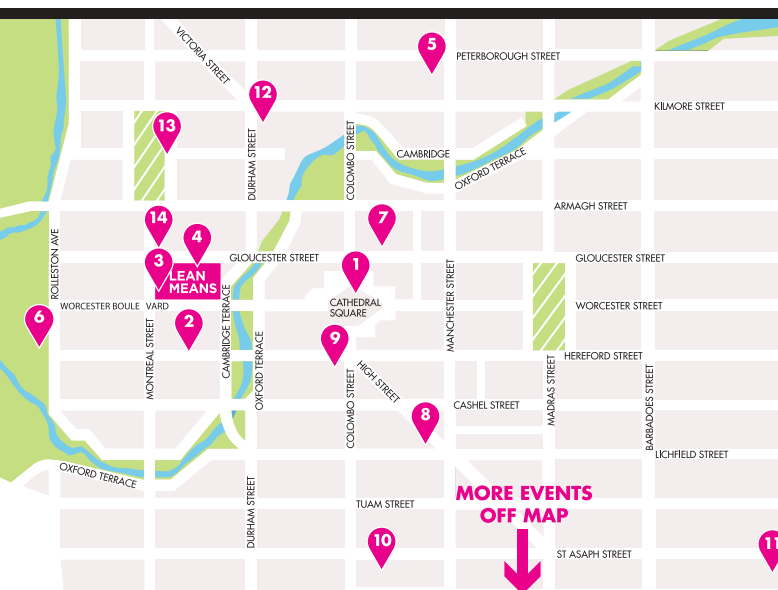 VICTORIA STREET
5
PETERBOROUGH STREET
12
KILMORE STREET
13
DURHAM STREET
COLOMBO STREET
CAMBRIDGE
OXFORD TERRACE
ARMAGH STREET
14
4
7
ROLLESTON AVE
3
LEAN
MEANS
GLOUCESTER STREET
1
GLOUCESTER STREET
WORCESTER BOULE VARD
CATHEDRAL
SQUARE
MANCHESTER STREET
WORCESTER STREET
6
2
CAMBRIDGE TERRACE
OXFORD TERRACE
9
HEREFORD STREET
MONTREAL STREET
HIGH STREET
COLOMBO STREET
8
CASHEL STREET
MADRAS STREET
BARBADOES STREET
LICHFIELD STREET
OXFORD TERRACE
DURHAM STREET
MORE EVENTS
OFF MAP
TUAM STREET
10
ST ASAPH STREET
11